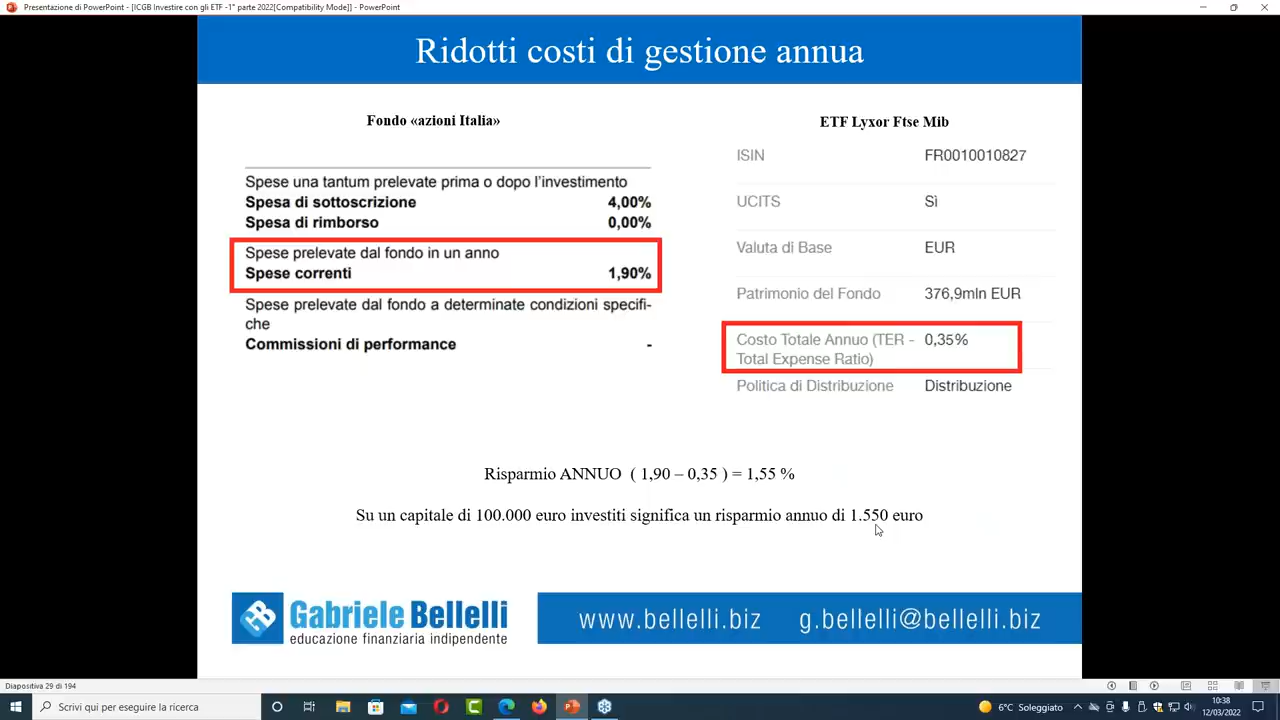 Presentazione di PowerPoint - [ICGB Investire con gli ETF -1° parte 2022[Compatibility Mode]] - PowerPoint
Ridotti costi di gestione annua
Fondo «azioni Italia»
Spese una tantum prelevate prima o dopo l'investimento
Spesa di sottoscrizione 4,00%
Spesa di rimborso 0,00%
Spese prelevate dal fondo in un anno
Spese correnti 1,90%
Spese prelevate dal fondo a determinate condizioni specifi-
che
Commissioni di performance -
ETF Lyxor Ftse Mib
ISIN FR0010010827
UCITS Sì
Valuta di Base EUR
Patrimonio del Fondo 376,9mln EUR
Costo Totale Annuo (TER - 0,35%
Total Expense Ratio)
Politica di Distribuzione Distribuzione
Risparmio ANNUO ( 1,90 – 0,35 ) = 1,55 %
Su un capitale di 100.000 euro investiti significa un risparmio annuo di 1.550 euro
Gabriele Bellelli
educazione finanziaria indipendente
www.bellelli.biz g.bellelli@bellelli.biz
Diapositiva 29 di 194
Scrivi qui per eseguire la ricerca
6°C Soleggiato
10:38
12/03/2022